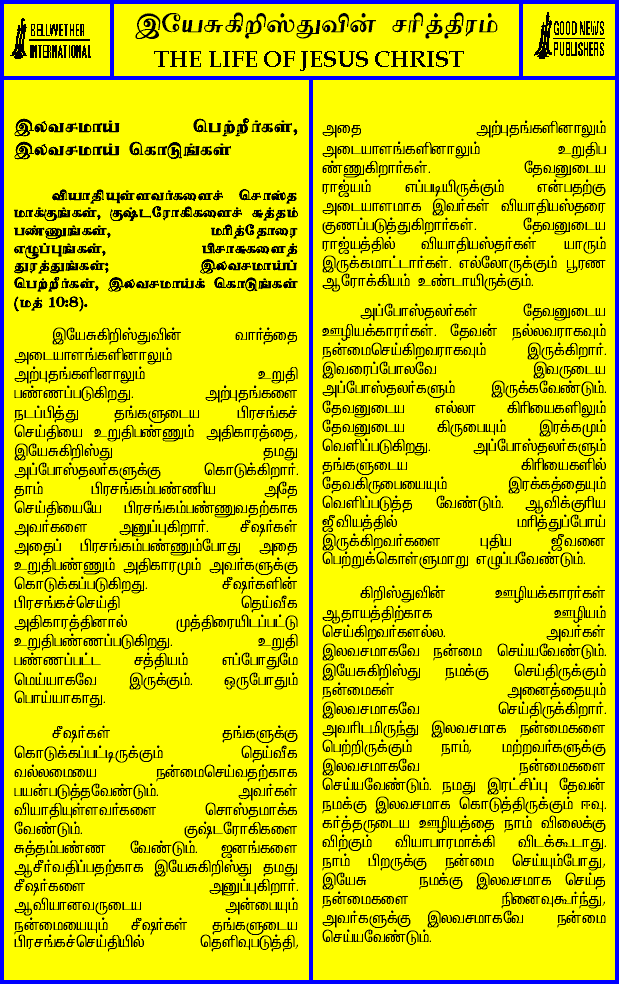 BELLWETHER
INTERNATIONAL
இயேசுகிறிஸ்துவின் சரித்திரம்
THE LIFE OF JESUS CHRIST
GOOD NEWS
PUBLISHERS
இலவசமாய் பெற்றீர்கள்,
இலவசமாய் கொடுங்கள்
வியாதியுள்ளவர்களைச் சொஸ்த
மாக்குங்கள், குஷ்டரோகிகளைச் சுத்தம்
பண்ணுங்கள், மரித்தோரை
எழுப்புங்கள், பிசாசுகளைத்
துரத்துங்கள்; இலவசமாய்ப்
பெற்றீர்கள், இலவசமாய்க் கொடுங்கள்
(மத் 10:8).
இயேசுகிறிஸ்துவின் வார்த்தை
அடையாளங்களினாலும்
அற்புதங்களினாலும் உறுதி
பண்ணப்படுகிறது. அற்புதங்களை
நடப்பித்து தங்களுடைய பிரசங்கச்
செய்தியை உறுதிபண்ணும் அதிகாரத்தை,
இயேசுகிறிஸ்து தமது
அப்போஸ்தலர்களுக்கு கொடுக்கிறார்.
தாம் பிரசங்கம்பண்ணிய அதே
செய்தியையே பிரசங்கம்பண்ணுவதற்காக
அவர்களை அனுப்புகிறார். சீஷர்கள்
அதைப் பிரசங்கம்பண்ணும்போது அதை
உறுதிபண்ணும் அதிகாரமும் அவர்களுக்கு
கொடுக்கப்படுகிறது. சீஷர்களின்
பிரசங்கச்செய்தி தெய்வீக
அதிகாரத்தினால் முத்திரையிடப்பட்டு
உறுதிபண்ணப்படுகிறது. உறுதி
பண்ணப்பட்ட சத்தியம் எப்போதுமே
மெய்யாகவே இருக்கும். ஒருபோதும்
பொய்யாகாது.
சீஷர்கள் தங்களுக்கு
கொடுக்கப்பட்டிருக்கும் தெய்வீக
வல்லமையை நன்மைசெய்வதற்காக
பயன்படுத்தவேண்டும். அவர்கள்
வியாதியுள்ளவர்களை சொஸ்தமாக்க
வேண்டும். குஷ்டரோகிகளை
சுத்தம்பண்ண வேண்டும். ஜனங்களை
ஆசீர்வதிப்பதற்காக இயேசுகிறிஸ்து தமது
சீஷர்களை அனுப்புகிறார்.
ஆவியானவருடைய அன்பையும்
நன்மையையும் சீஷர்கள் தங்களுடைய
பிரசங்கச்செய்தியில் தெளிவுபடுத்தி,
அதை அற்புதங்களினாலும்
அடையாளங்களினாலும் உறுதிப
ண்ணுகிறார்கள். தேவனுடைய
ராஜ்யம் எப்படியிருக்கும் என்பதற்கு
அடையாளமாக இவர்கள் வியாதியஸ்தரை
குணப்படுத்துகிறார்கள். தேவனுடைய
ராஜ்யத்தில் வியாதியஸ்தர்கள் யாரும்
இருக்கமாட்டார்கள். எல்லோருக்கும் பூரண
ஆரோக்கியம் உண்டாயிருக்கும்.
அப்போஸ்தலர்கள் தேவனுடைய
ஊழியக்காரர்கள். தேவன் நல்லவராகவும்
நன்மைசெய்கிறவராகவும் இருக்கிறார்.
இவரைப்போலவே இவருடைய
அப்போஸ்தலர்களும் இருக்கவேண்டும்.
தேவனுடைய எல்லா கிரியைகளிலும்
தேவனுடைய கிருபையும் இரக்கமும்
வெளிப்படுகிறது. அப்போஸ்தலர்களும்
தங்களுடைய கிரியைகளில்
தேவகிருபையையும் இரக்கத்தையும்
வெளிப்படுத்த வேண்டும். ஆவிக்குரிய
ஜீவியத்தில் மரித்துப்போய்
இருக்கிறவர்களை புதிய ஜீவனை
பெற்றுக்கொள்ளுமாறு எழுப்பவேண்டும்.
கிறிஸ்துவின் ஊழியக்காரர்கள்
ஆதாயத்திற்காக ஊழியம்
செய்கிறவர்களல்ல. அவர்கள்
இலவசமாகவே நன்மை செய்யவேண்டும்.
இயேசுகிறிஸ்து நமக்கு செய்திருக்கும்
நன்மைகள் அனைத்தையும்
இலவசமாகவே செய்திருக்கிறார்.
அவரிடமிருந்து இலவசமாக நன்மைகளை
பெற்றிருக்கும் நாம், மற்றவர்களுக்கு
இலவசமாகவே நன்மைகளை
செய்யவேண்டும். நமது இரட்சிப்பு தேவன்
நமக்கு இலவசமாக கொடுத்திருக்கும் ஈவு.
கர்த்தருடைய ஊழியத்தை நாம் விலைக்கு
விற்கும் வியாபாரமாக்கி விடக்கூடாது.
நாம் பிறருக்கு நன்மை செய்யும்போது,
இயேசு நமக்கு இலவசமாக செய்த
நன்மைகளை நினைவுகூர்ந்து,
அவர்களுக்கு இலவசமாகவே நன்மை
செய்யவேண்டும்.